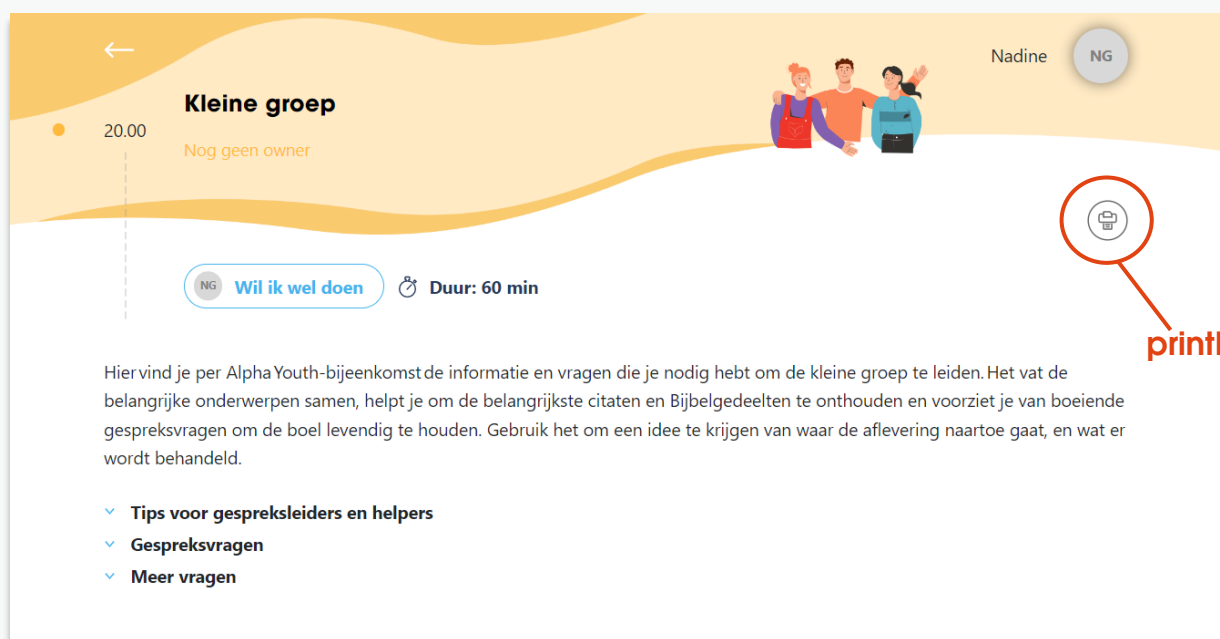 Nadine
NG
Kleine groep
20.00
Nog geen owner
NG
Wil ik wel doen
Duur: 60 min
Hier vind je per Alpha Youth-bijeenkomst de informatie en vragen die je nodig hebt om de kleine groep te leiden. Het vat de
belangrijke onderwerpen samen, helpt je om de belangrijkste citaten en Bijbelgedeelten te onthouden en voorziet je van boeiende
gespreksvragen om de boel levendig te houden. Gebruik het om een idee te krijgen van waar de aflevering naartoe gaat, en wat er
wordt behandeld.
Tips voor gespreksleiders en helpers
Gespreksvragen
Meer vragen